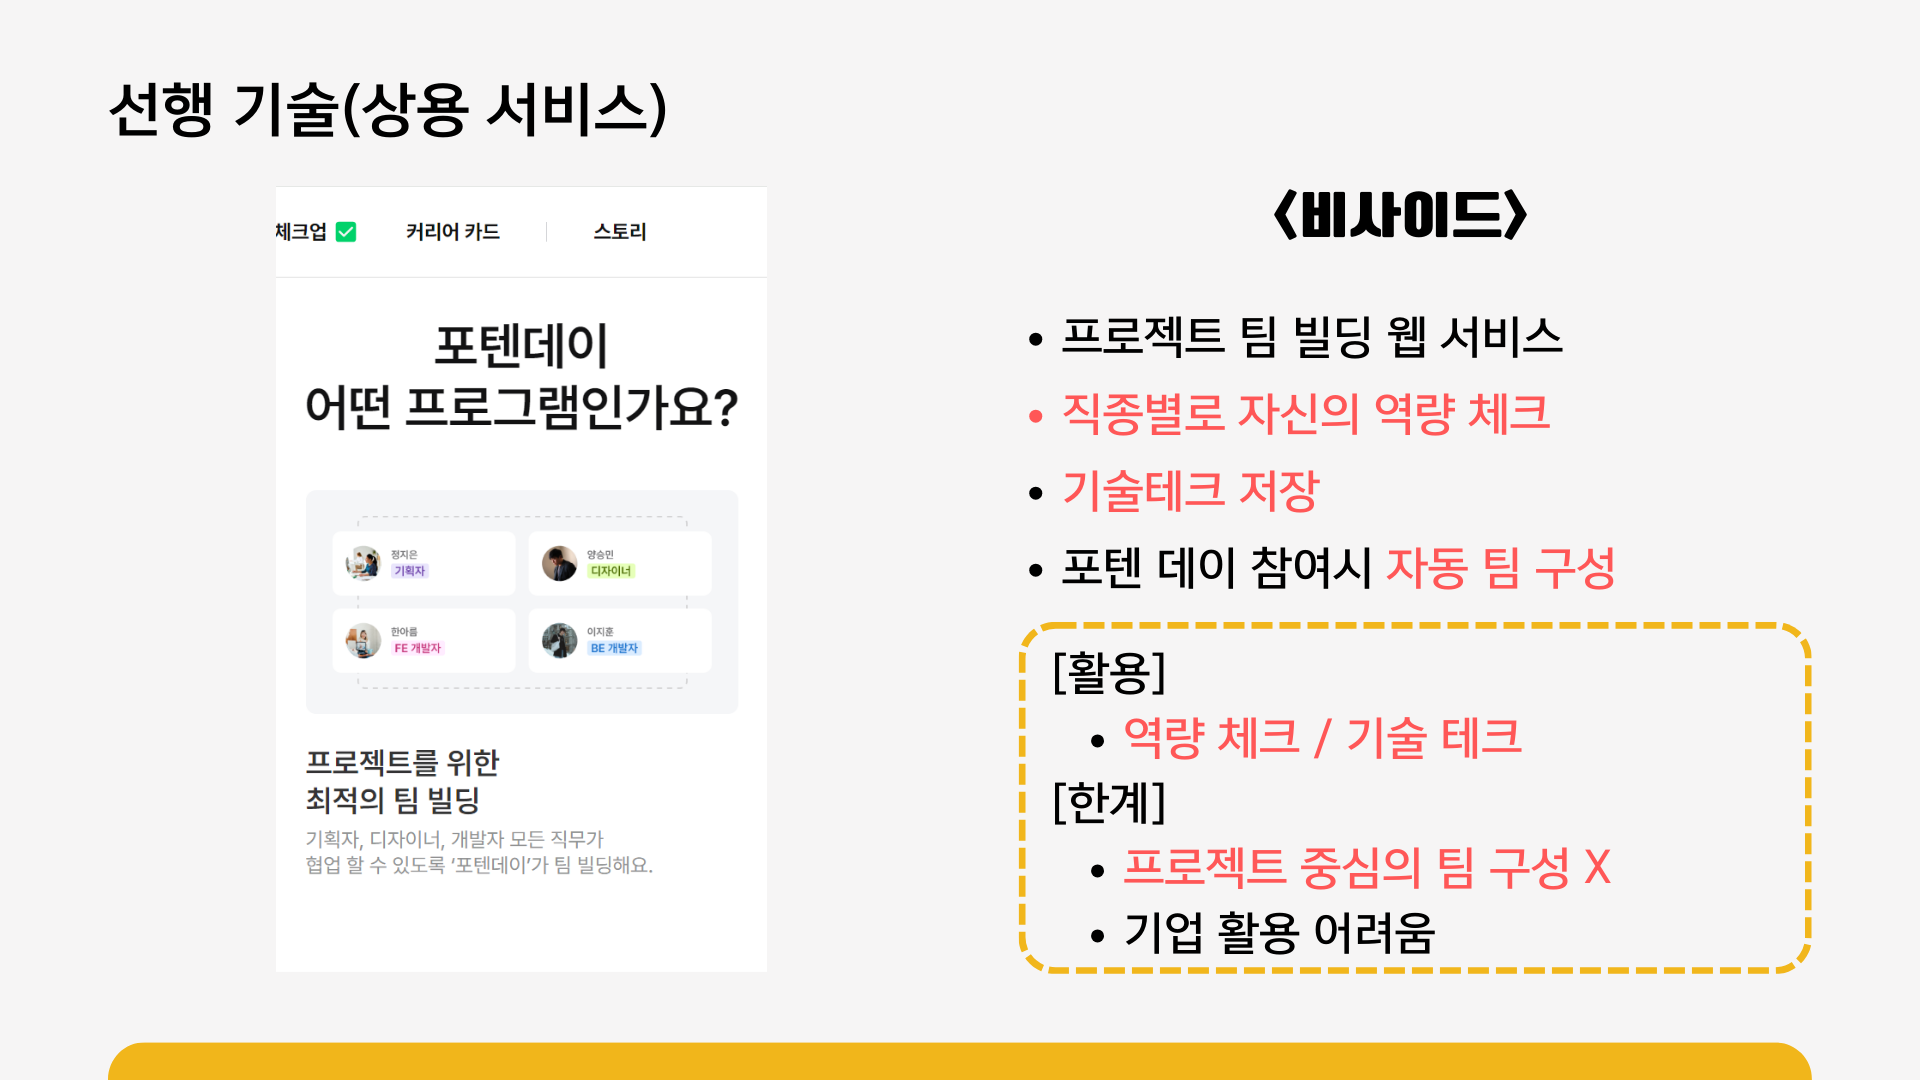 선행 기술(상용 서비스)
체크업 커리어 카드 스토리
포텐데이
어떤 프로그램인가요?
정지은
기획자
양승민
디자이너
한아름
FE 개발자
이지훈
BE 개발자
프로젝트를 위한
최적의 팀 빌딩
기획자, 디자이너, 개발자 모든 직무가
협업 할 수 있도록 ‘포텐데이’가 팀 빌딩해요.
<비사이드>
• 프로젝트 팀 빌딩 웹 서비스
• 직종별로 자신의 역량 체크
• 기술테크 저장
• 포텐 데이 참여시 자동 팀 구성
[활용]
• 역량 체크 / 기술 테크
[한계]
• 프로젝트 중심의 팀 구성 X
• 기업 활용 어려움